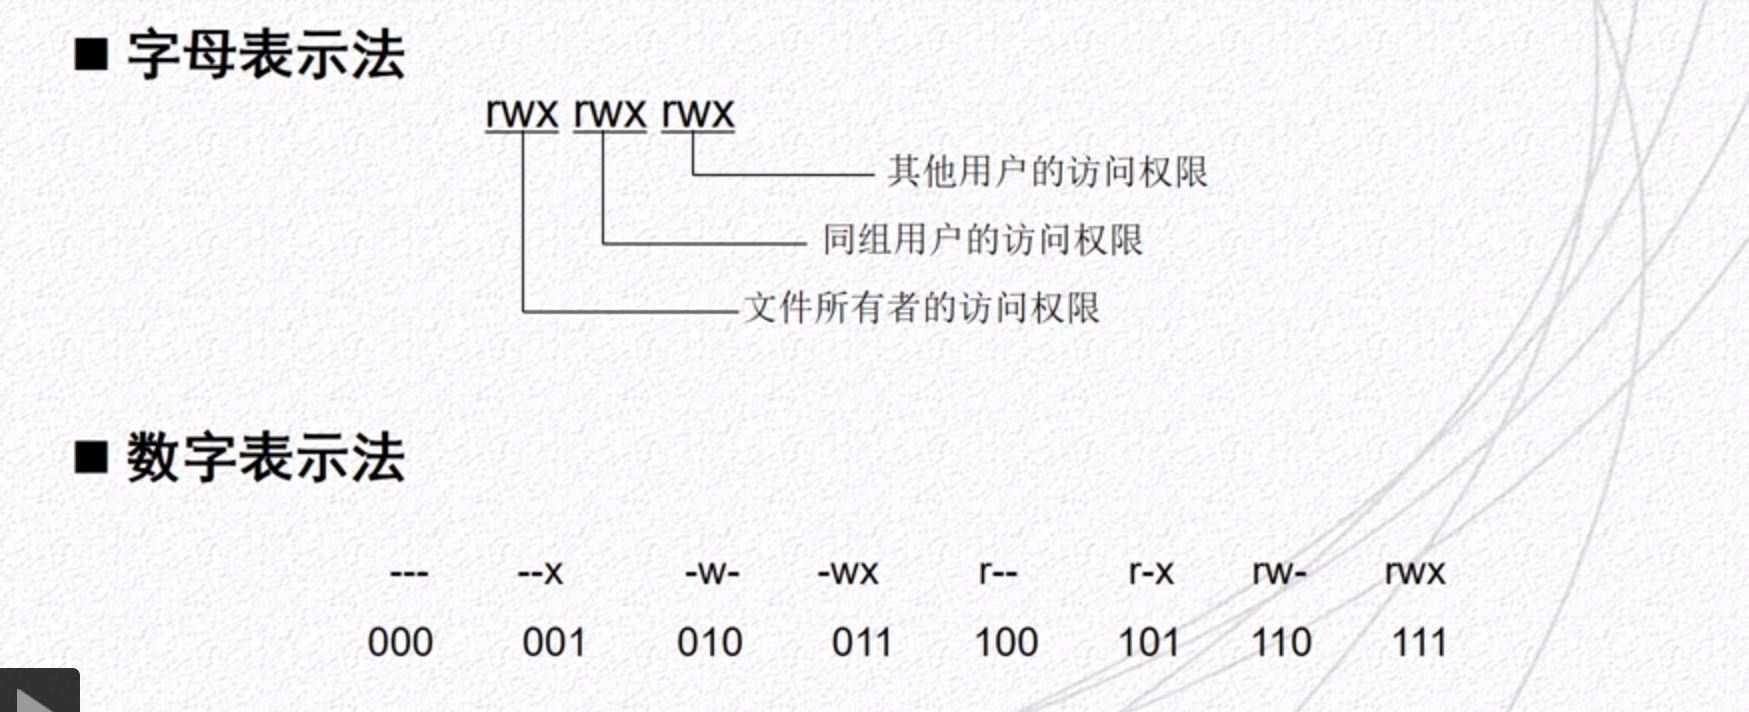 ■ 字母表示法
rwx rwx rwx
其他用户的访问权限
同组用户的访问权限
文件所有者的访问权限
■ 数字表示法
--- --x -w- -wx r-- r-x rw- rwx
000 001 010 011 100 101 110 111